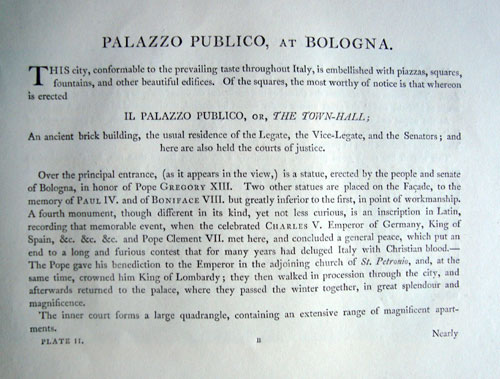 PALAZZO PUBLICO, AT BOLOGNA.
THIS city, conformable to the prevailing taste throughout Italy, is embellished with piazzas, squares,
fountains, and other beautiful edifices. Of the squares, the most worthy of notice is that whereon
is erected
IL PALAZZO PUBLICO, OR, THE TOWN-HALL;
An ancient brick building, the usual residence of the Legate, the Vice-Legate, and the Senators; and
here are also held the courts of justice.
Over the principal entrance, (as it appears in the view,) is a statue, erected by the people and senate
of Bologna, in honor of Pope GREGORY XIII. Two other statues are placed on the Façado, to the
memory of PAUL IV. and of BONIFACE VIII. but greatly inferior to the first, in point of workmanship.
A fourth monument, though different in its kind, yet not less curious, is an inscription in Latin,
recording that memorable event, when the celebrated CHARLES V. Emperor of Germany, King of
Spain, &c. &c. &c. and Pope Clement VII. met here, and concluded a general peace, which put an
end to a long and furious contest that for many years had deluged Italy with Christian blood.—
The Pope gave his benediction to the Emperor in the adjoining church of St. Petronis, and, at the
same time, crowned him King of Lombardy; they then walked in procession through the city, and
afterwards returned to the palace, where they passed the winter together, in great splendour and
magnificence.
The inner court forms a large quadrangle, containing an extensive range of magnificent apart-
ments.
Nearly
PLATE II. B